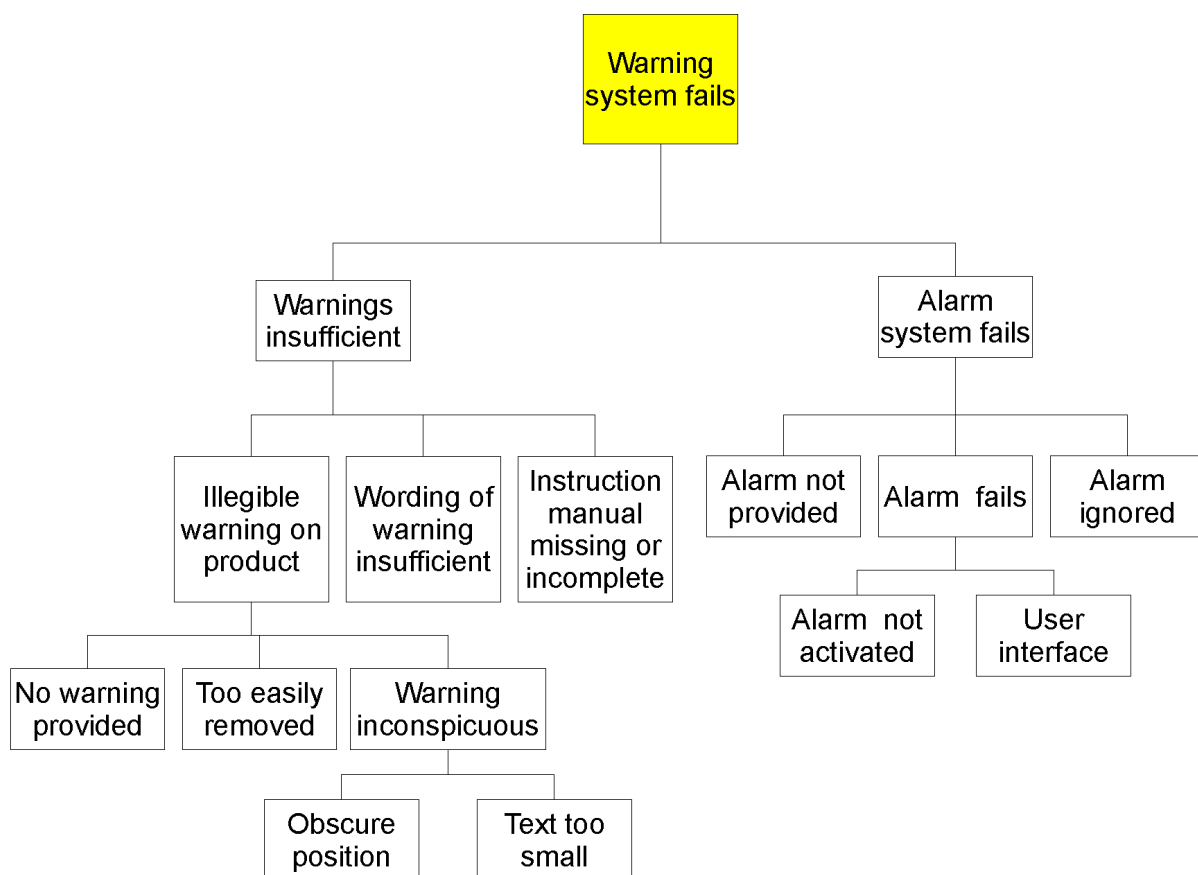 Warning
system fails
Warnings
insufficient
Alarm
system fails
Illegible
warning on
product
Wording of
warning
insufficient
Instruction
manual
missing or
incomplete
Alarm not
provided
Alarm fails
Alarm
ignored
Alarm not
activated
User
interface
No warning
provided
Too easily
removed
Warning
inconspicuous
Obscure
position
Text too
small